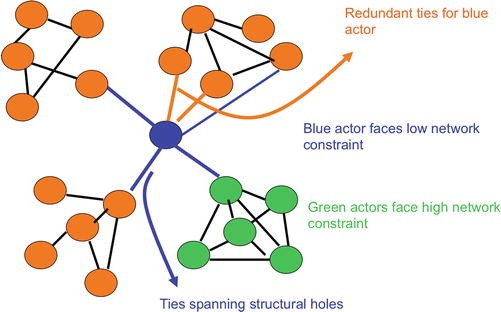 Redundant ties for blue
actor
Blue actor faces low network
constraint
Green actors face high network
constraint
Ties spanning structural holes